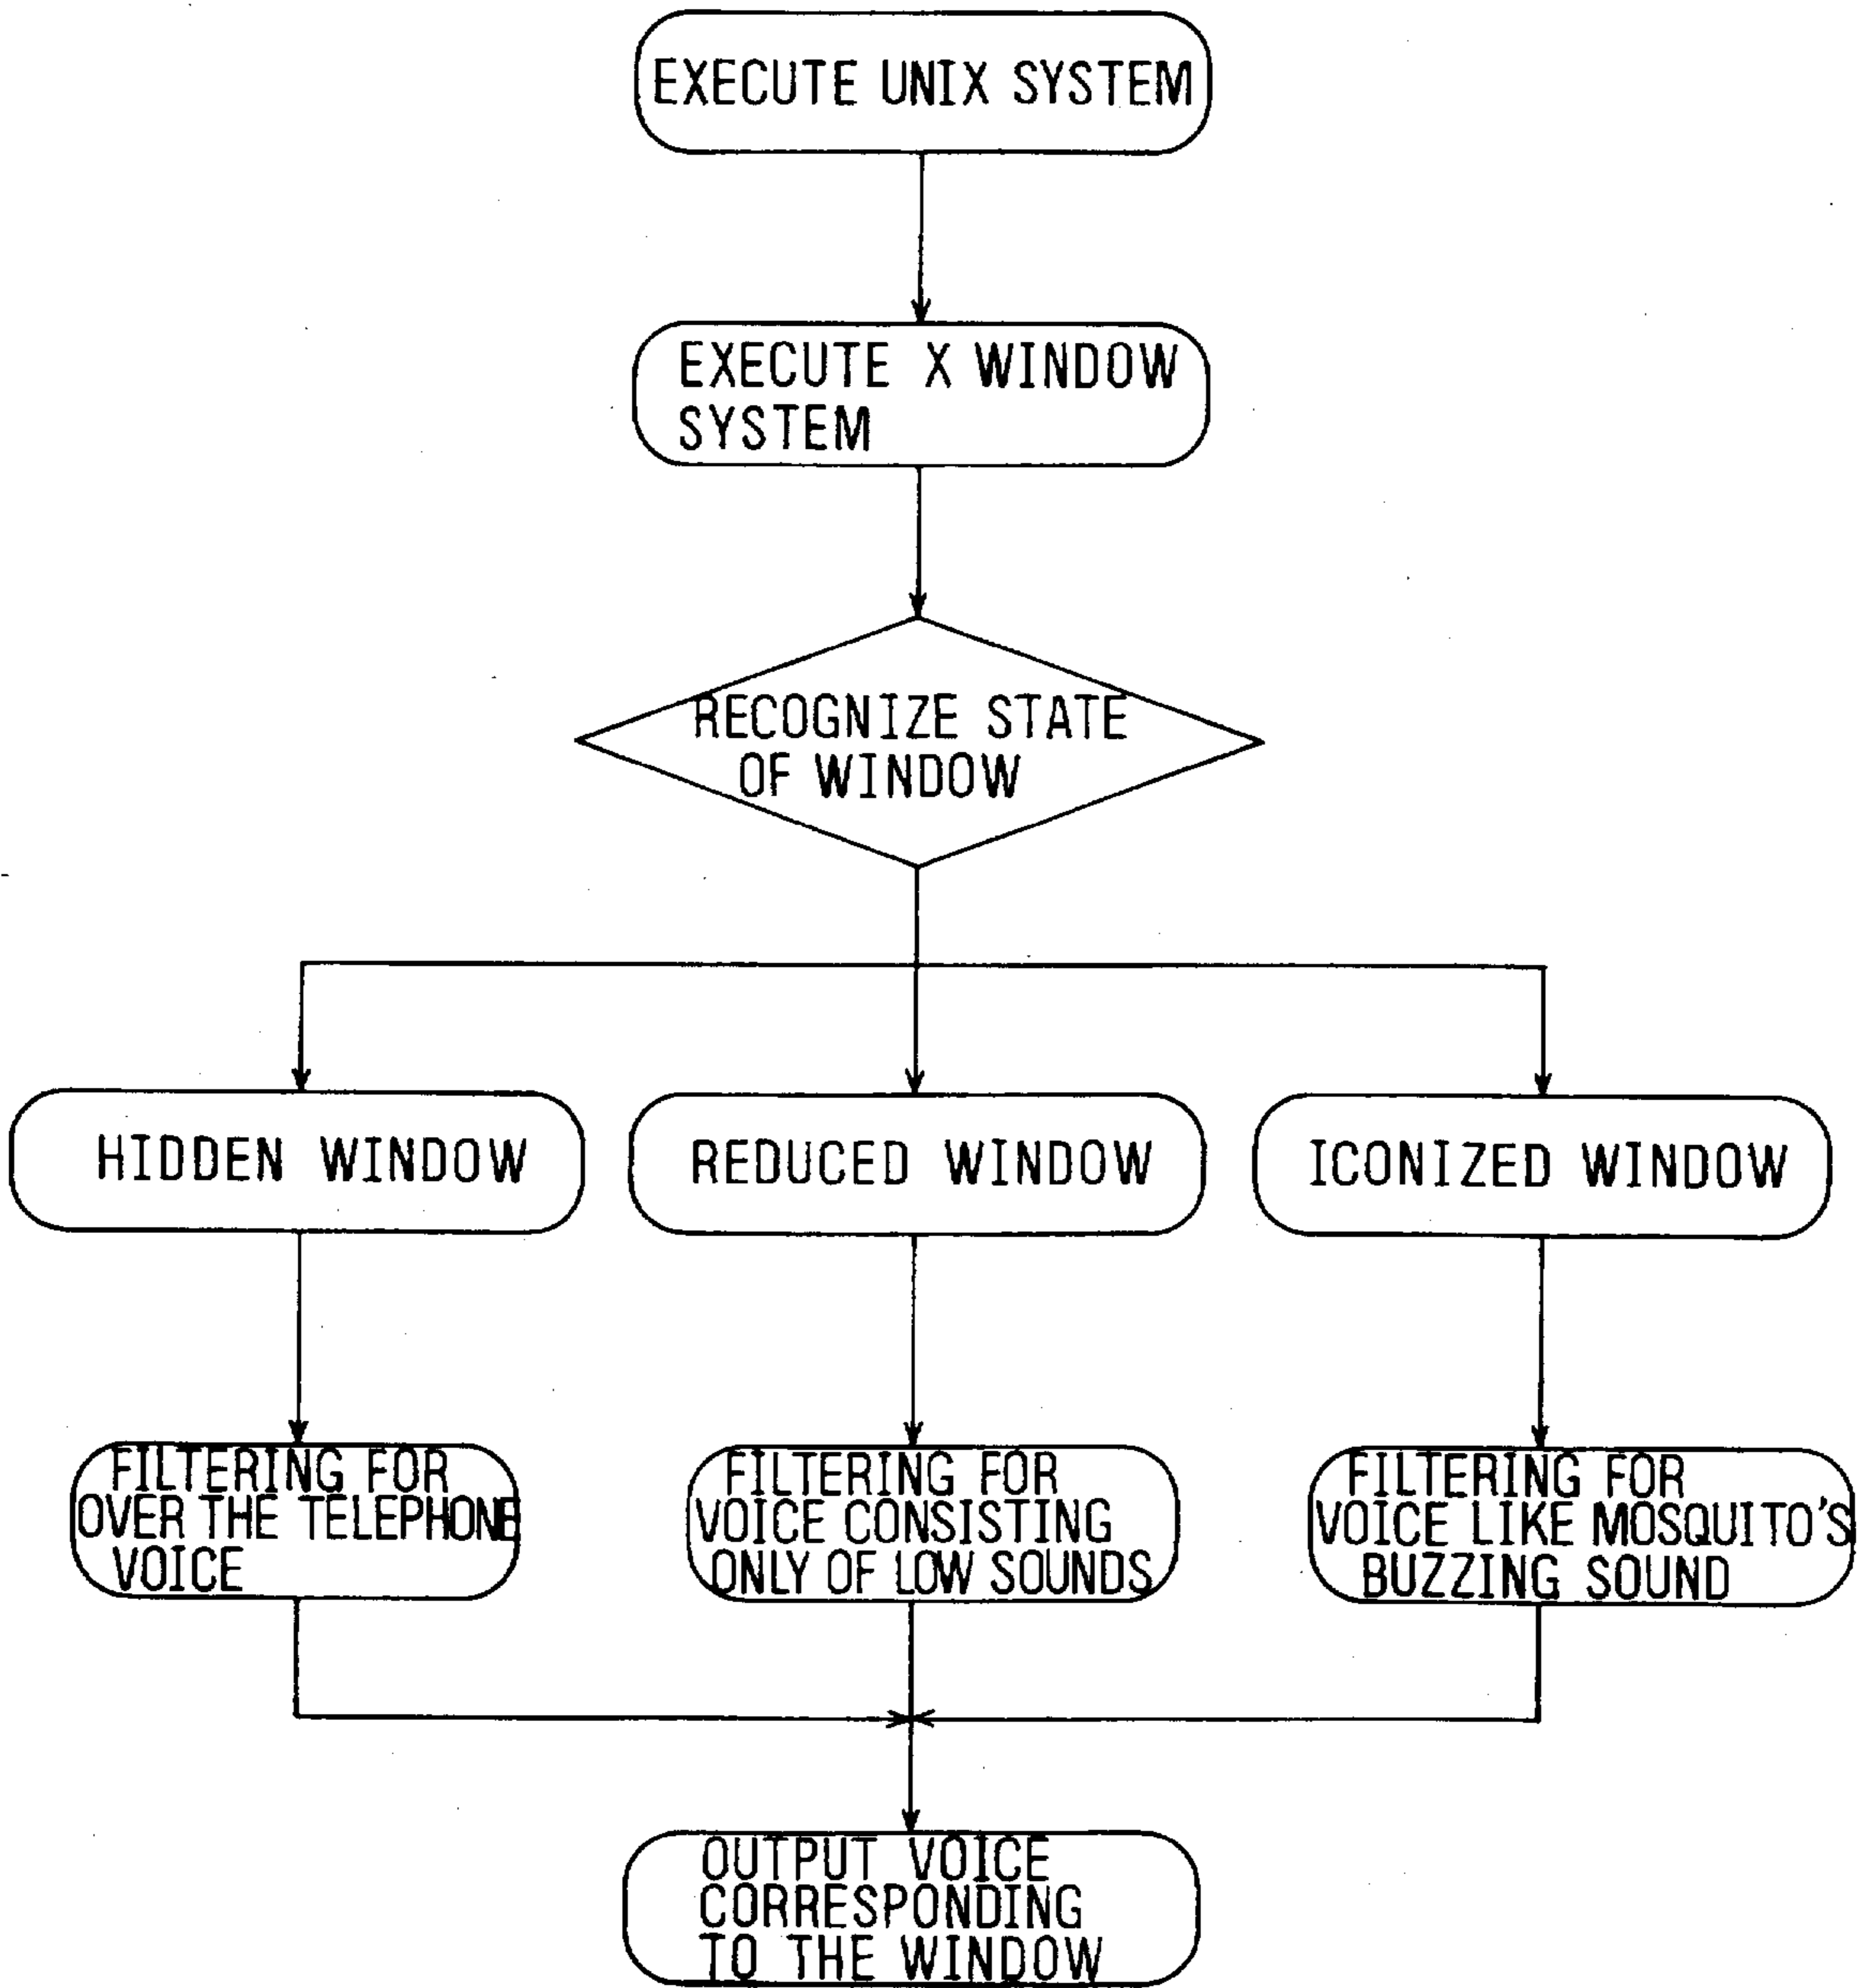 EXECUTE UNIX SYSTEM
EXECUTE X WINDOW
SYSTEM
RECOGNIZE STATE
OF WINDOW
HIDDEN WINDOW
REDUCED WINDOW
ICONIZED WINDOW
FILTERING FOR
OVER THE TELEPHONE
VOICE
FILTERING FOR
VOICE CONSISTING
ONLY OF LOW SOUNDS
FILTERING FOR
VOICE LIKE MOSQUITO'S
BUZZING SOUND
OUTPUT VOICE
CORRESPONDING
TO THE WINDOW